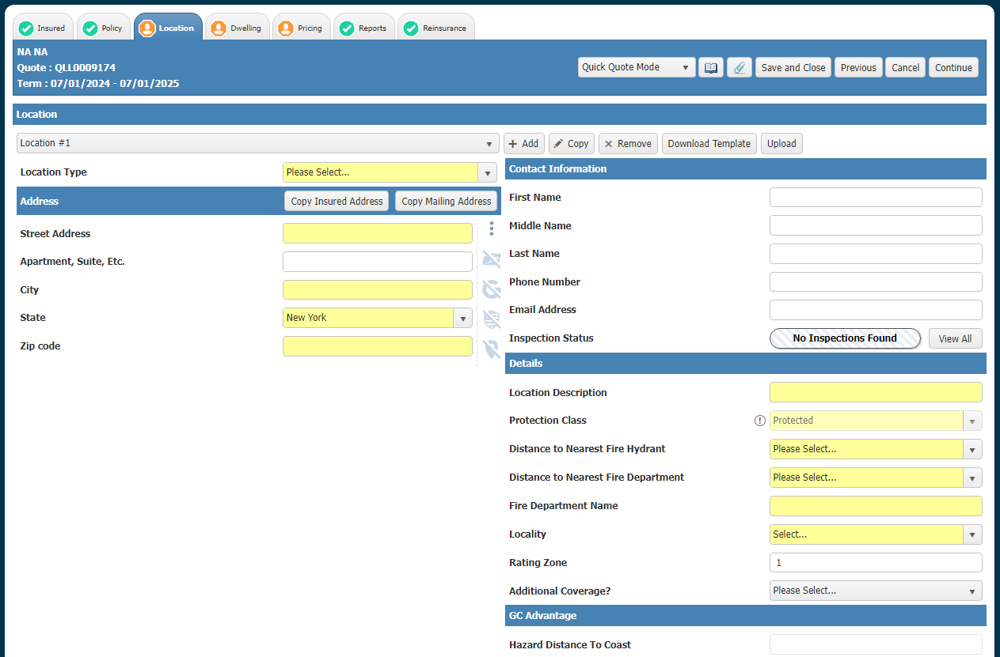 Insured
Policy
Location
Dwelling
Pricing
Reports
Reinsurance
NA NA
Quote : QLL0009174
Term : 07/01/2024 - 07/01/2025
Quick Quote Mode
Save and Close
Previous
Cancel
Continue
Location
Location #1
Add
Copy
Remove
Download Template
Upload
Location Type
Please Select...
Address
Copy Insured Address
Copy Mailing Address
Street Address
Apartment, Suite, Etc.
City
State
New York
Zip code
Contact Information
First Name
Middle Name
Last Name
Phone Number
Email Address
Inspection Status
No Inspections Found
View All
Details
Location Description
Protection Class
Protected
Distance to Nearest Fire Hydrant
Please Select...
Distance to Nearest Fire Department
Please Select...
Fire Department Name
Locality
Select...
Rating Zone
1
Additional Coverage?
Please Select...
GC Advantage
Hazard Distance To Coast